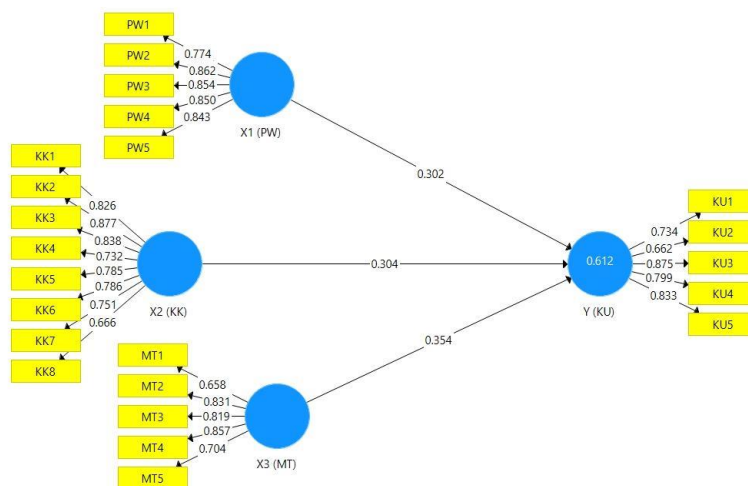 PW1
PW2
PW3
PW4
PW5
0.774
0.862
0.854
0.850
0.843
X1 (PW)
0.302
KK1
KK2
KK3
KK4
KK5
KK6
KK7
KK8
0.826
0.877
0.838
0.732
0.785
0.786
0.751
0.666
X2 (KK)
0.304
MT1
MT2
MT3
MT4
MT5
0.658
0.831
0.819
0.857
0.704
X3 (MT)
0.354
0.612
Y (KU)
0.734
0.662
0.875
0.799
0.833
KU1
KU2
KU3
KU4
KU5